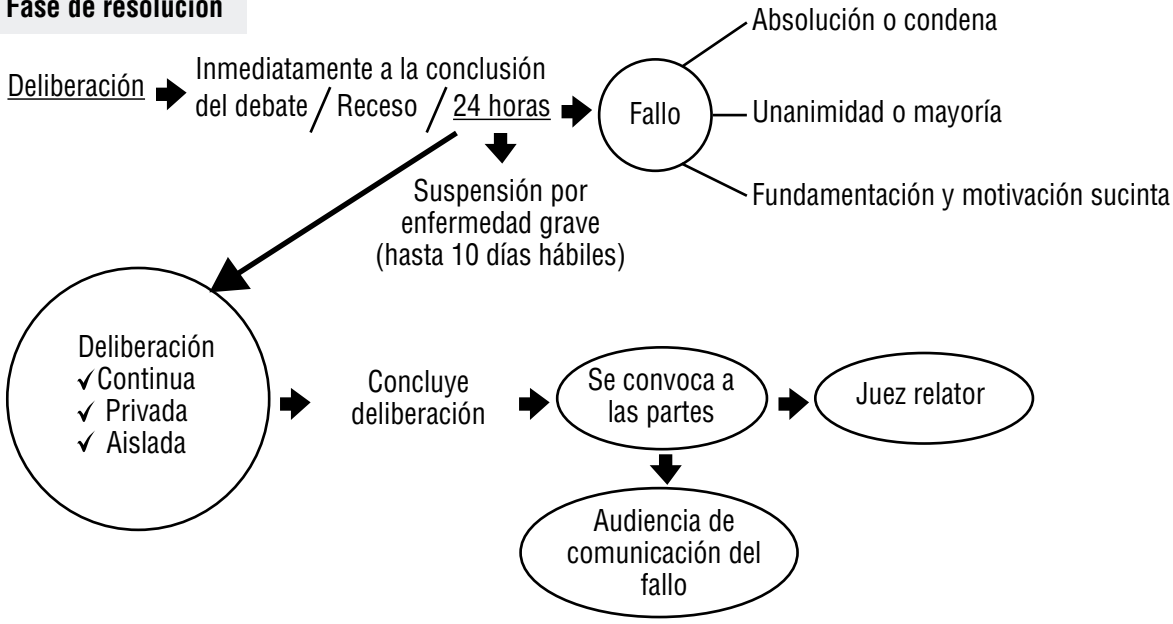 Fase de resolución
Absolución o condena
Deliberación
Inmediatamente a la conclusión
del debate / Receso / 24 horas
Fallo
Unanimidad o mayoría
Fundamentación y motivación sucinta
Suspensión por
enfermedad grave
(hasta 10 días hábiles)
Deliberación
✓Continua
✓ Privada
✓ Aislada
Concluye
deliberación
Se convoca a
las partes
Juez relator
Audiencia de
comunicación del
fallo